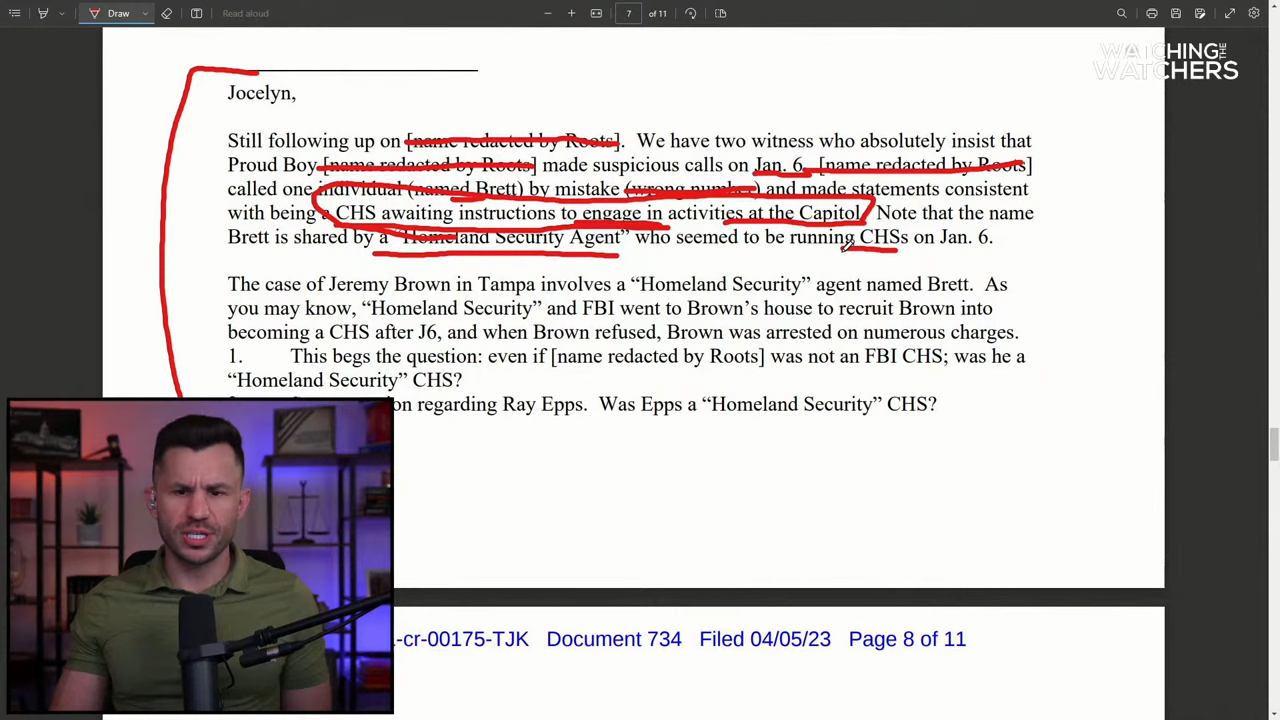 Draw
Read aloud
7 of 11
WATCHING THE WATCHERS
Jocelyn,
Still following up on [name redacted by Roots]. We have two witness who absolutely insist that
Proud Boy [name redacted by Roots] made suspicious calls on Jan. 6. [name redacted by Roots]
called one individual (named Brett) by mistake (wrong number) and made statements consistent
with being a CHS awaiting instructions to engage in activities at the Capitol. Note that the name
Brett is shared by a “Homeland Security Agent” who seemed to be running CHSs on Jan. 6.
The case of Jeremy Brown in Tampa involves a “Homeland Security” agent named Brett. As
you may know, “Homeland Security” and FBI went to Brown’s house to recruit Brown into
becoming a CHS after J6, and when Brown refused, Brown was arrested on numerous charges.
1. This begs the question: even if [name redacted by Roots] was not an FBI CHS; was he a
“Homeland Security” CHS?
regarding Ray Epps. Was Epps a “Homeland Security” CHS?
-cr-00175-TJK Document 734 Filed 04/05/23 Page 8 of 11